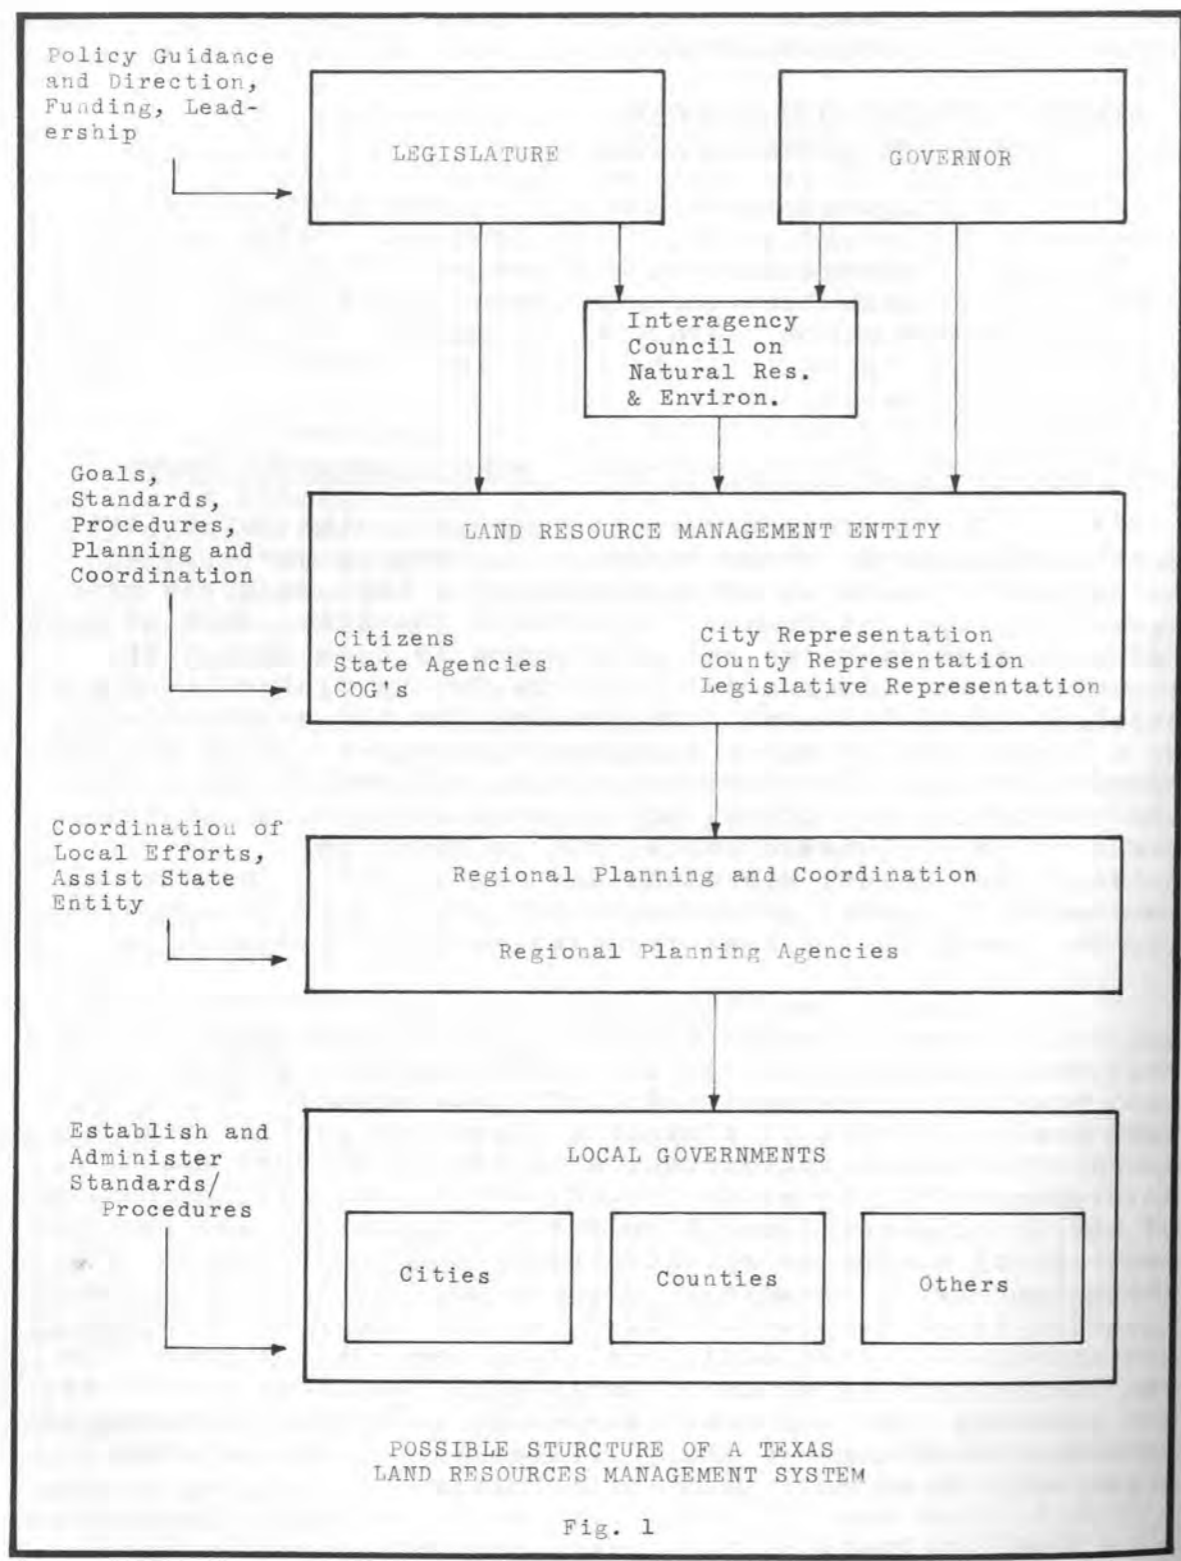 Policy Guidance
and Direction,
Funding, Lead-
ership
LEGISLATURE
GOVERNOR
Interagency
Council on
Natural Res.
& Environ.
Goals,
Standards,
Procedures,
Planning and
Coordination
LAND RESOURCE MANAGEMENT ENTITY
Citizens
State Agencies
COG's
City Representation
County Representation
Legislative Representation
Coordination of
Local Efforts,
Assist State
Entity
Regional Planning and Coordination
Regional Planning Agencies
Establish and
Administer
Standards/
Procedures
LOCAL GOVERNMENTS
Cities
Counties
Others
POSSIBLE STURCTURE OF A TEXAS
LAND RESOURCES MANAGEMENT SYSTEM
Fig. 1